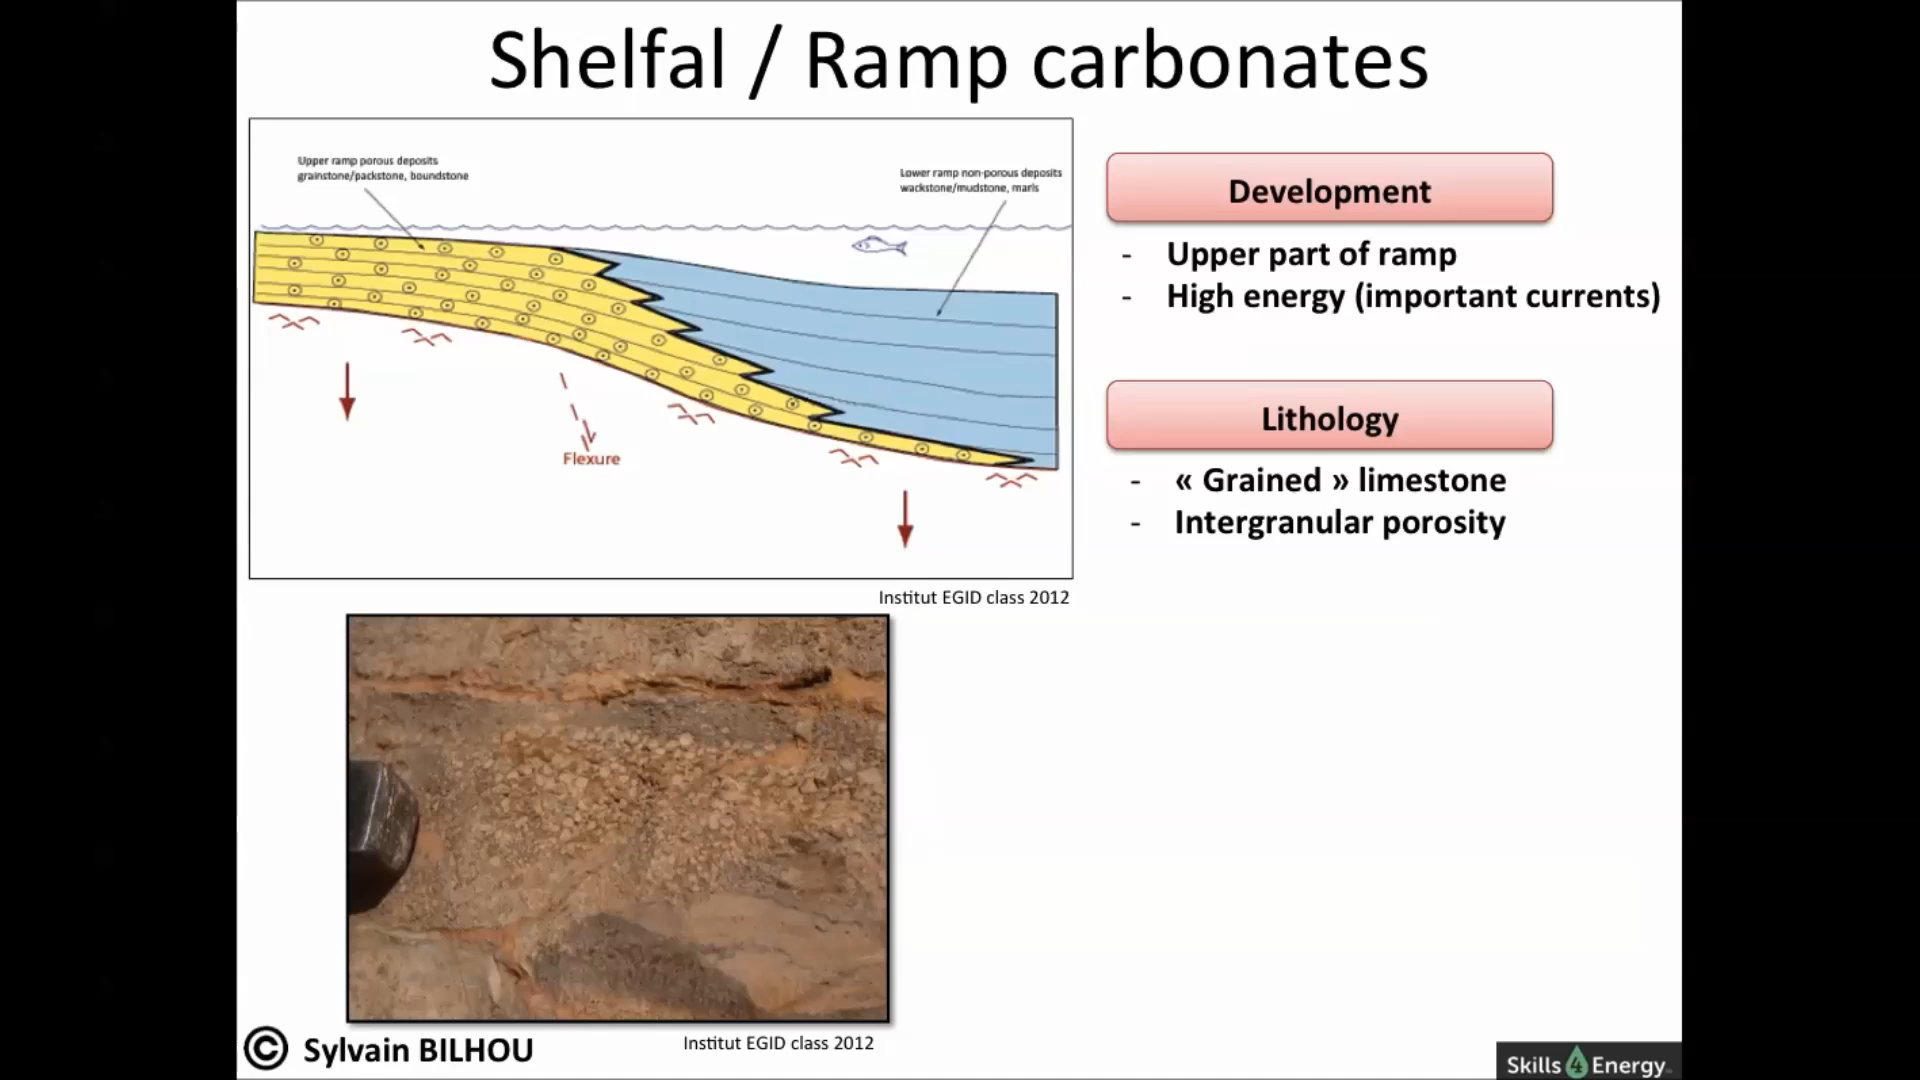 Shelfal / Ramp carbonates
Upper ramp porous deposits
grainstone/packstone, boundstone
Lower ramp non-porous deposits
wackstone/mudstone, marls
Flexure
Institut EGID class 2012
Development
- Upper part of ramp
- High energy (important currents)
Lithology
- « Grained » limestone
- Intergranular porosity
© Sylvain BILHOU
Institut EGID class 2012
Skills 4 Energy